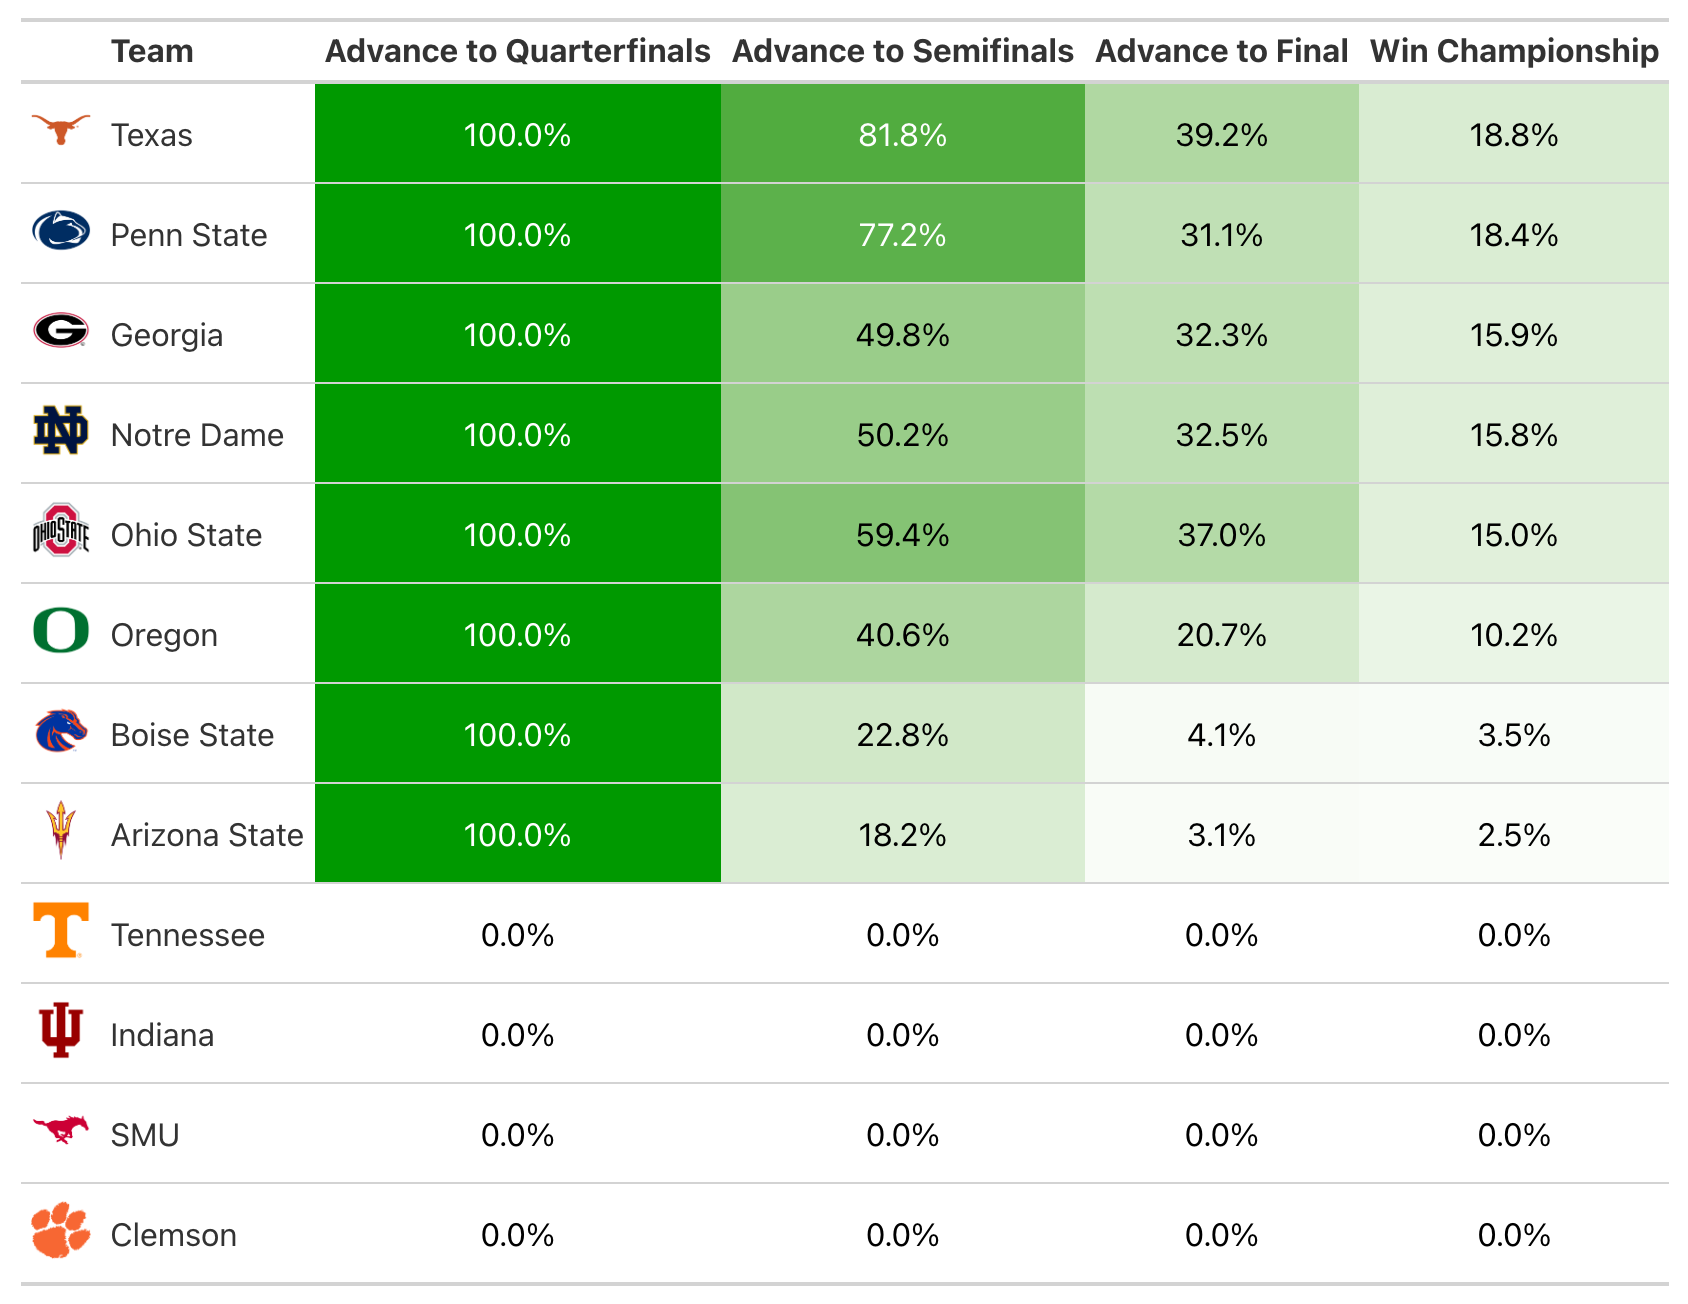 Team Advance to Quarterfinals Advance to Semifinals Advance to Final Win Championship
Texas 100.0% 81.8% 39.2% 18.8%
Penn State 100.0% 77.2% 31.1% 18.4%
G Georgia 100.0% 49.8% 32.3% 15.9%
ND Notre Dame 100.0% 50.2% 32.5% 15.8%
OHIO STATE Ohio State 100.0% 59.4% 37.0% 15.0%
O Oregon 100.0% 40.6% 20.7% 10.2%
Boise State 100.0% 22.8% 4.1% 3.5%
Arizona State 100.0% 18.2% 3.1% 2.5%
T Tennessee 0.0% 0.0% 0.0% 0.0%
IU Indiana 0.0% 0.0% 0.0% 0.0%
SMU 0.0% 0.0% 0.0% 0.0%
Clemson 0.0% 0.0% 0.0% 0.0%